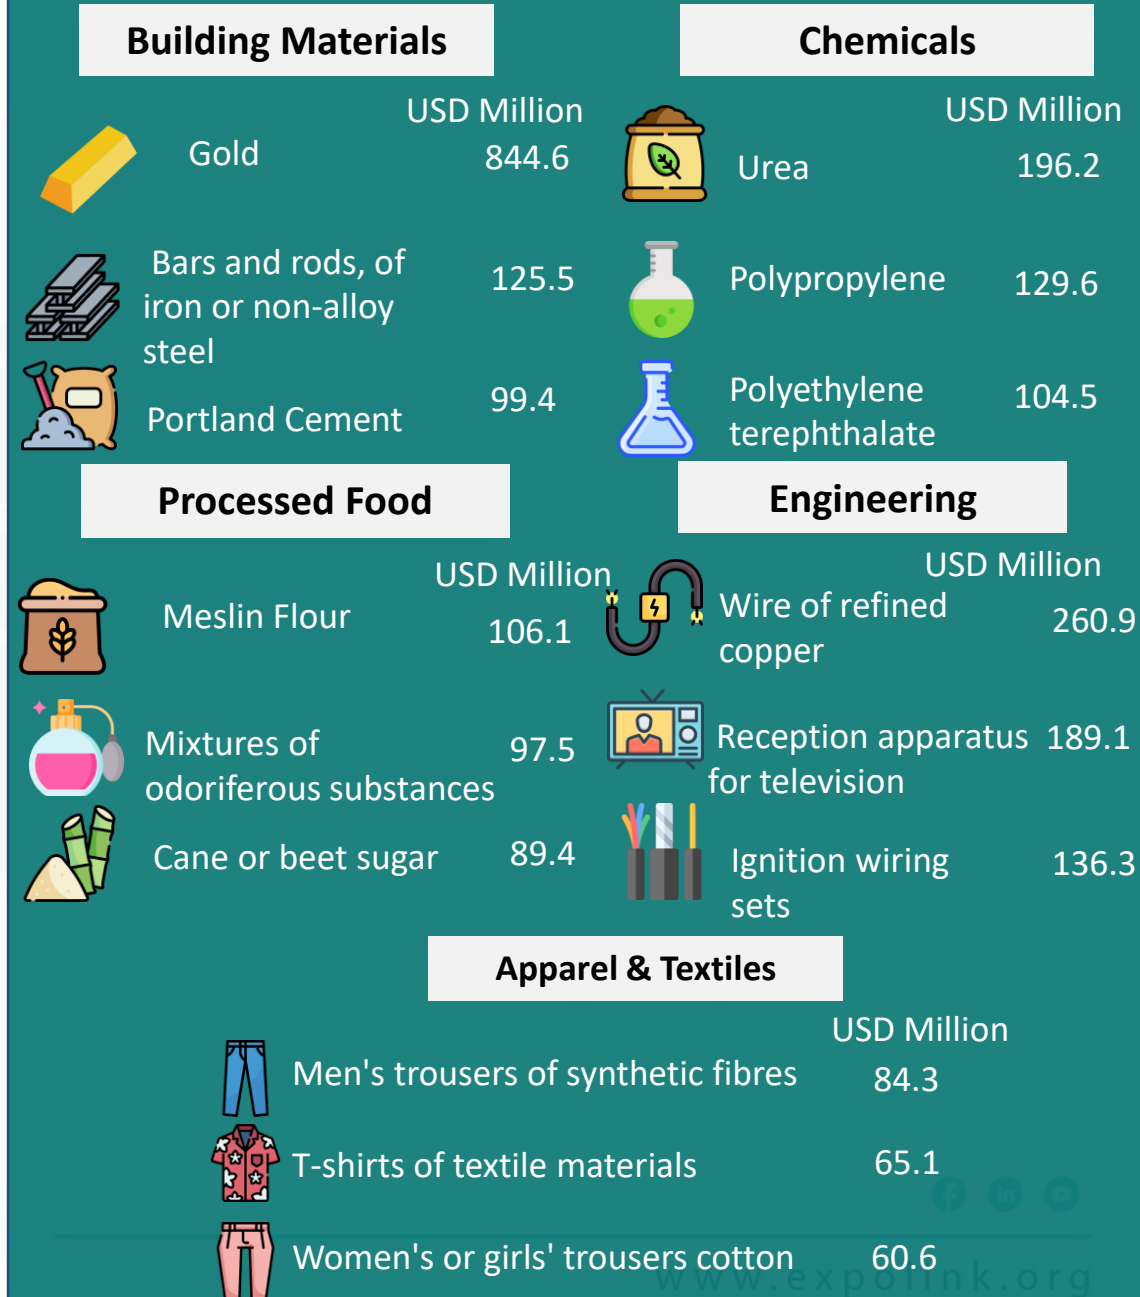 Building Materials
USD Million
Gold 844.6
Bars and rods, of 125.5
iron or non-alloy
steel
Portland Cement 99.4
Chemicals
USD Million
Urea 196.2
Polypropylene 129.6
Polyethylene 104.5
terephthalate
Processed Food
USD Million
Meslin Flour 106.1
Mixtures of 97.5
odoriferous substances
Cane or beet sugar 89.4
Engineering
USD Million
Wire of refined 260.9
copper
Reception apparatus 189.1
for television
Ignition wiring 136.3
sets
Apparel & Textiles
USD Million
Men's trousers of synthetic fibres 84.3
T-shirts of textile materials 65.1
Women's or girls' trousers cotton 60.6
www.expolink.org